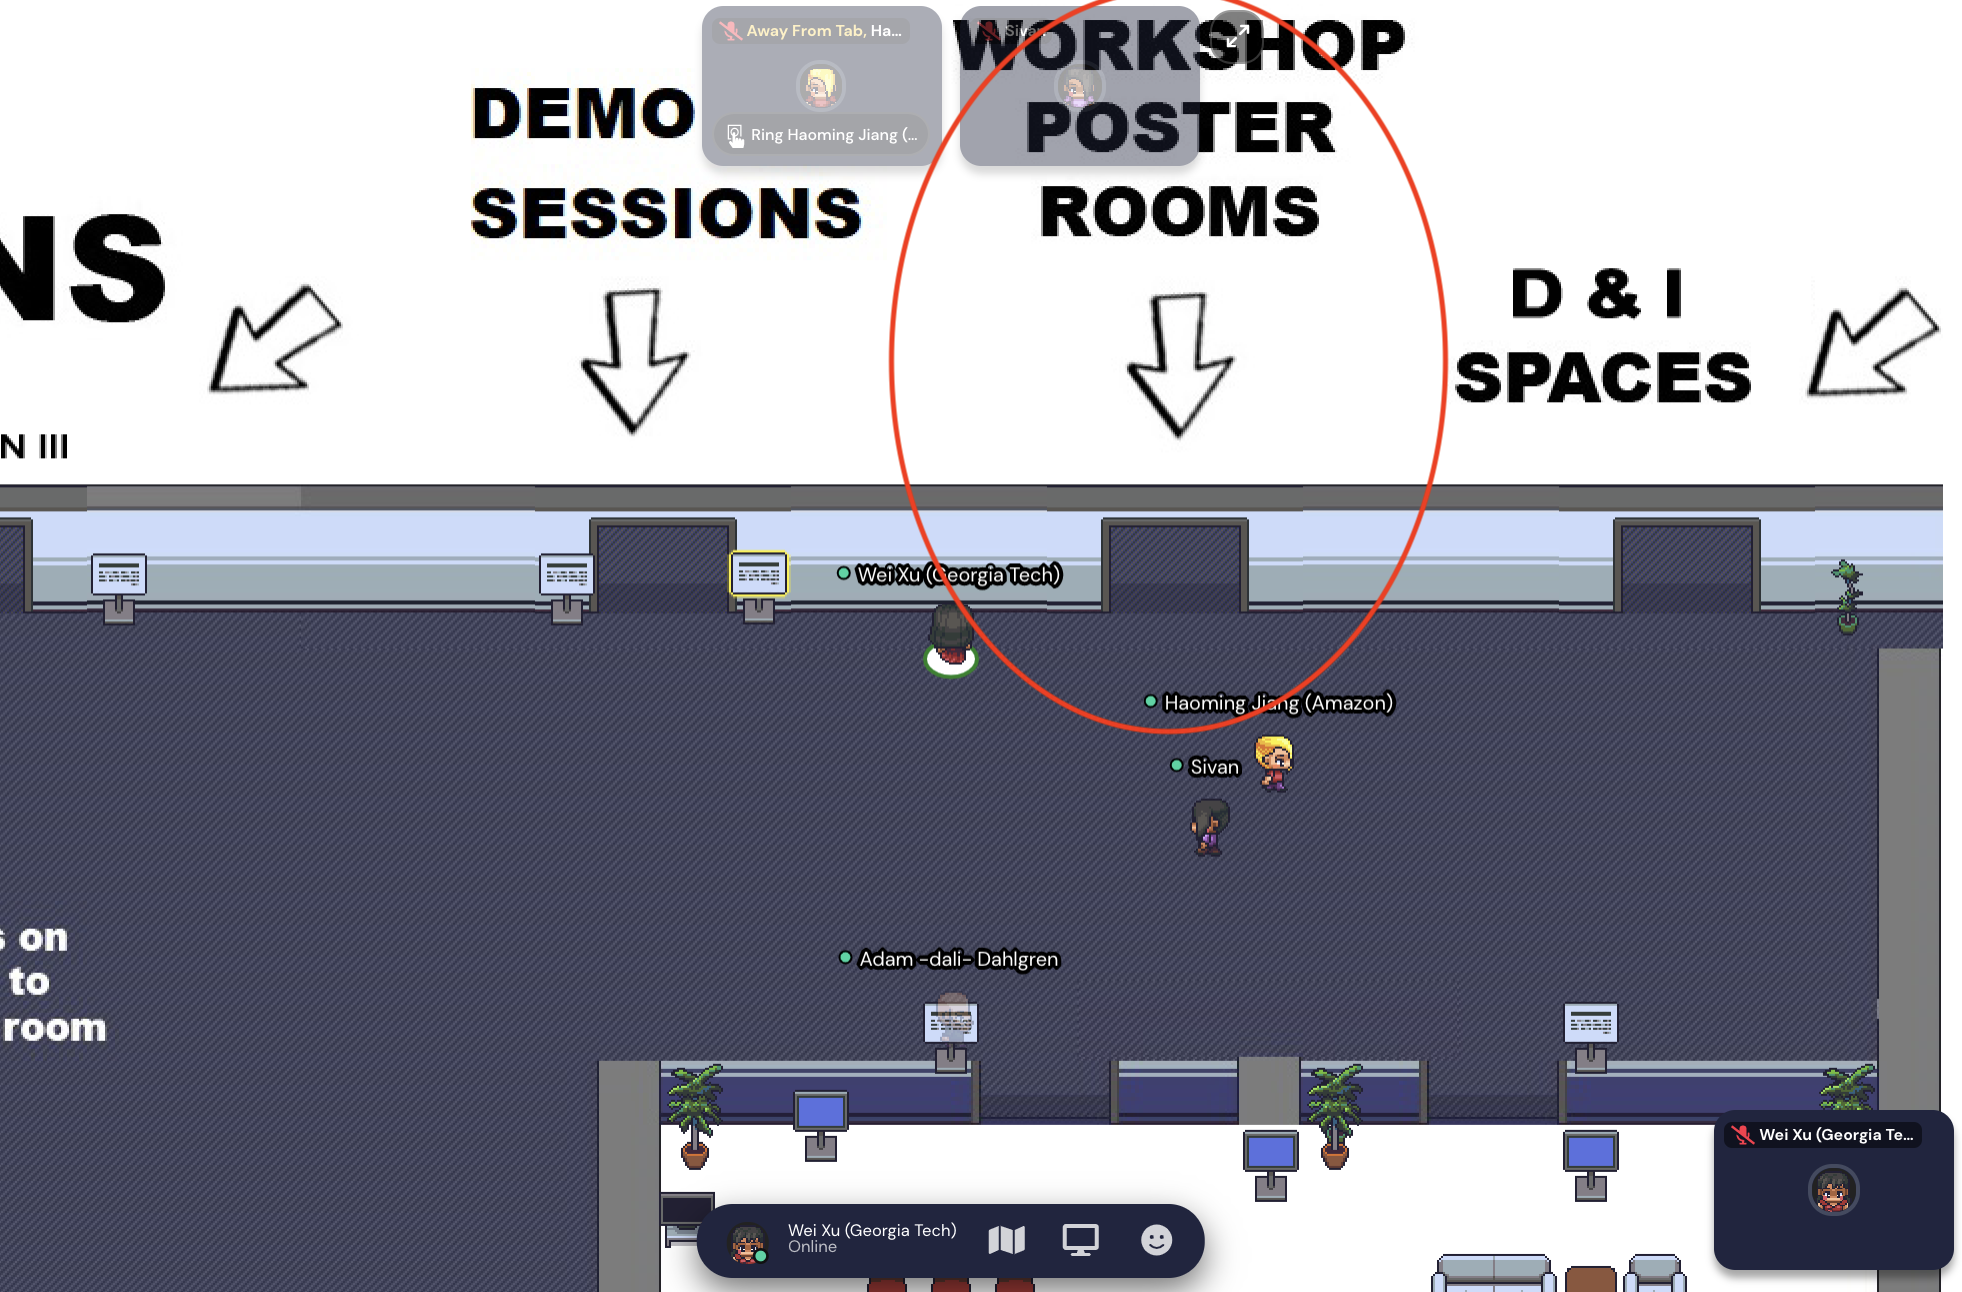 Away From Tab, Ha...
Ring Haoming Jiang (...
Sivan
WORKSHOP
POSTER
ROOMS
DEMO
SESSIONS
NS
D & I
SPACES
N III
Wei Xu (Georgia Tech)
Haoming Jiang (Amazon)
Sivan
Adam -dali- Dahlgren
s on
to
room
Wei Xu (Georgia Te...
Wei Xu (Georgia Tech)
Online